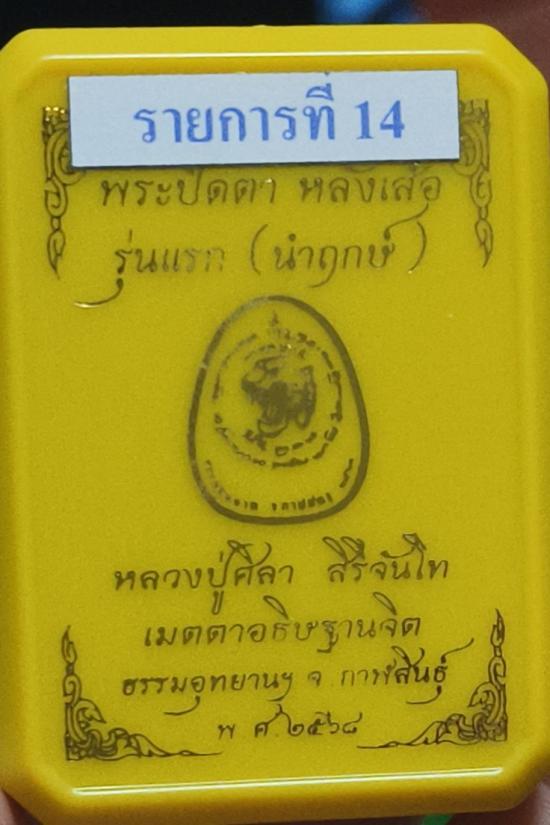 รายการที่ 14
พระปิดตา หลังเสือ
รุ่นแรก (นำฤกษ์)
หลวงปู่ศิลา สิริจันโท
เมตตาอธิษฐานจิต
ธรรมอุทยานฯ จ.กาฬสินธุ์
พ.ศ.๒๕๖๘